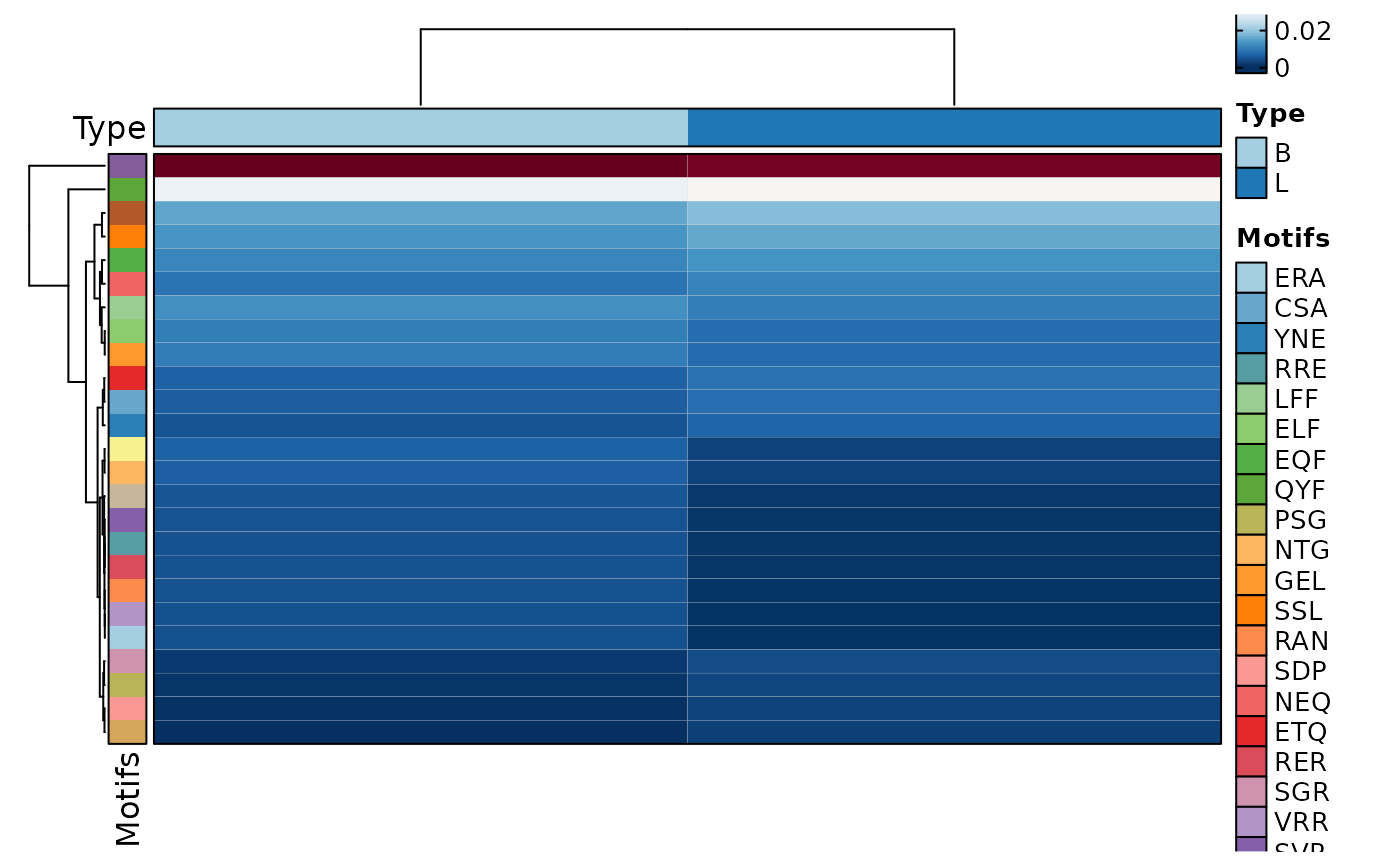 0.02
0
Type
Type
B
L
Motifs
ERA
CSA
YNE
RRE
LFF
ELF
EQF
QYF
PSG
NTG
GEL
SSL
RAN
SDP
NEQ
ETQ
RER
SGR
VRR
Motifs